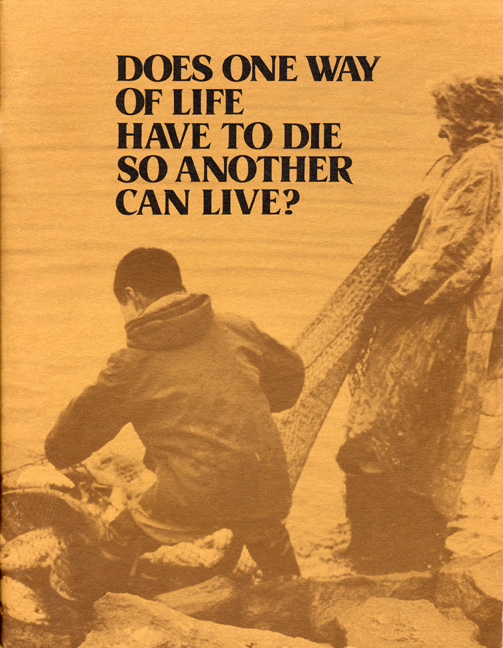 DOES ONE WAY
OF LIFE
HAVE TO DIE
SO ANOTHER
CAN LIVE?